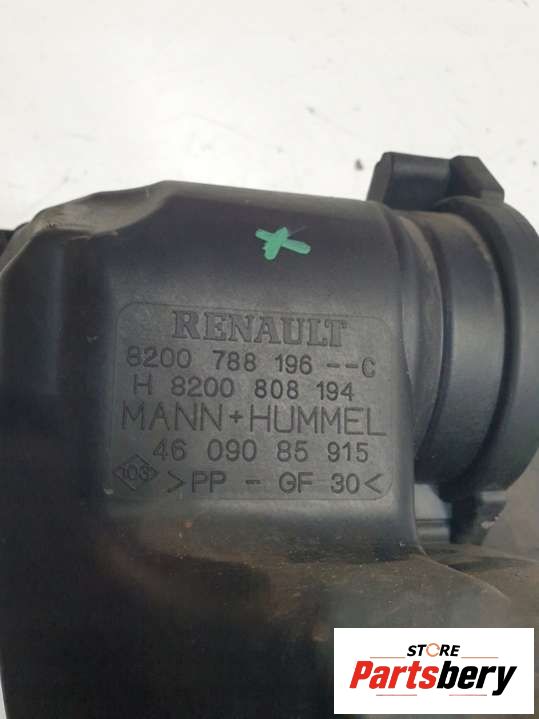 RENAULT
8200 788 196 --C
H 8200 808 194
MANN+HUMMEL
46 090 85 915
>PP - GF 30<
STORE
Partsbery